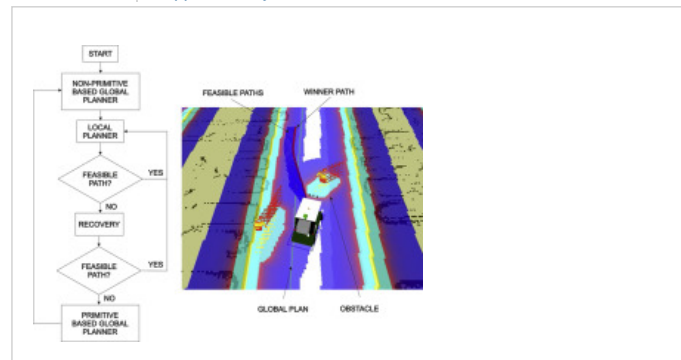 START
NON-PRIMITIVE
BASED GLOBAL
PLANNER
LOCAL
PLANNER
FEASIBLE
PATH?
YES
NO
RECOVERY
FEASIBLE
PATH?
YES
NO
PRIMITIVE
BASED GLOBAL
PLANNER
FEASIBLE PATHS
WINNER PATH
GLOBAL PLAN
OBSTACLE